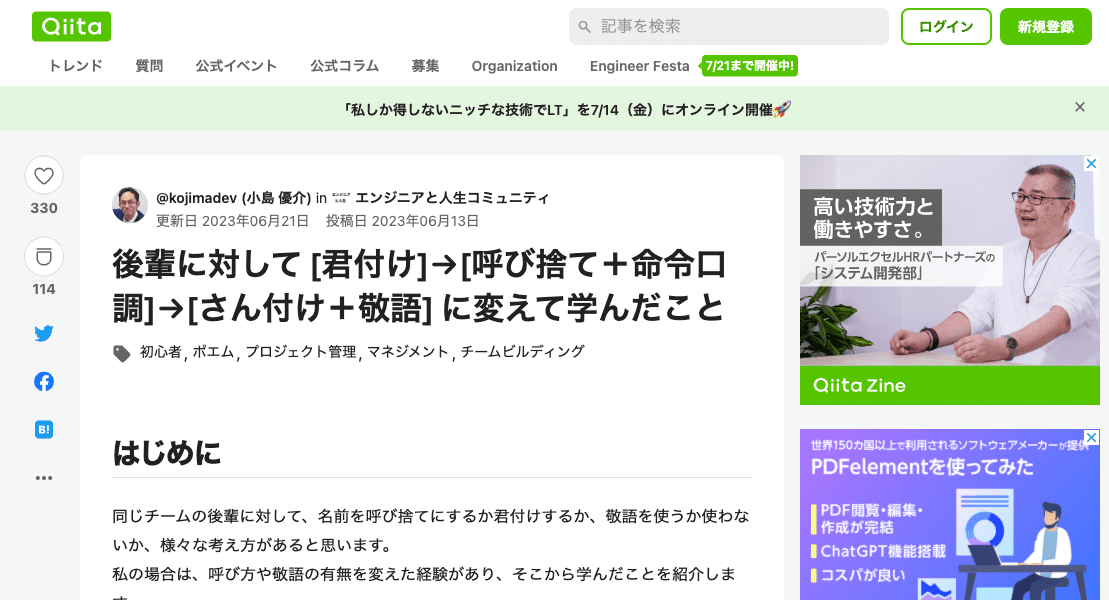 Qiita
記事を検索
ログイン
新規登録
トレンド 質問 公式イベント 公式コラム 募集 Organization Engineer Festa 7/21まで開催中!
「私しか得しないニッチな技術でLT」を7/14（金）にオンライン開催🚀
330
114
B!
@kojimadev (小島 優介) in エンジニアと人生コミュニティ
更新日 2023年06月21日 投稿日 2023年06月13日
後輩に対して [君付け]→[呼び捨て＋命令口
調]→[さん付け＋敬語] に変えて学んだこと
初心者, ポエム, プロジェクト管理, マネジメント, チームビルディング
はじめに
同じチームの後輩に対して、名前を呼び捨てにするか君付けするか、敬語を使うか使わな
いか、様々な考え方があると思います。
私の場合は、呼び方や敬語の有無を変えた経験があり、そこから学んだことを紹介しま
高い技術力と
働きやすさ。
パーソルエクセルHRパートナーズの
「システム開発部」
Qiita Zine
世界150カ国以上で利用されるソフトウェアメーカーが提供
PDFelementを使ってみた
PDF閲覧・編集・
作成が完結
ChatGPT機能搭載
コスパが良い